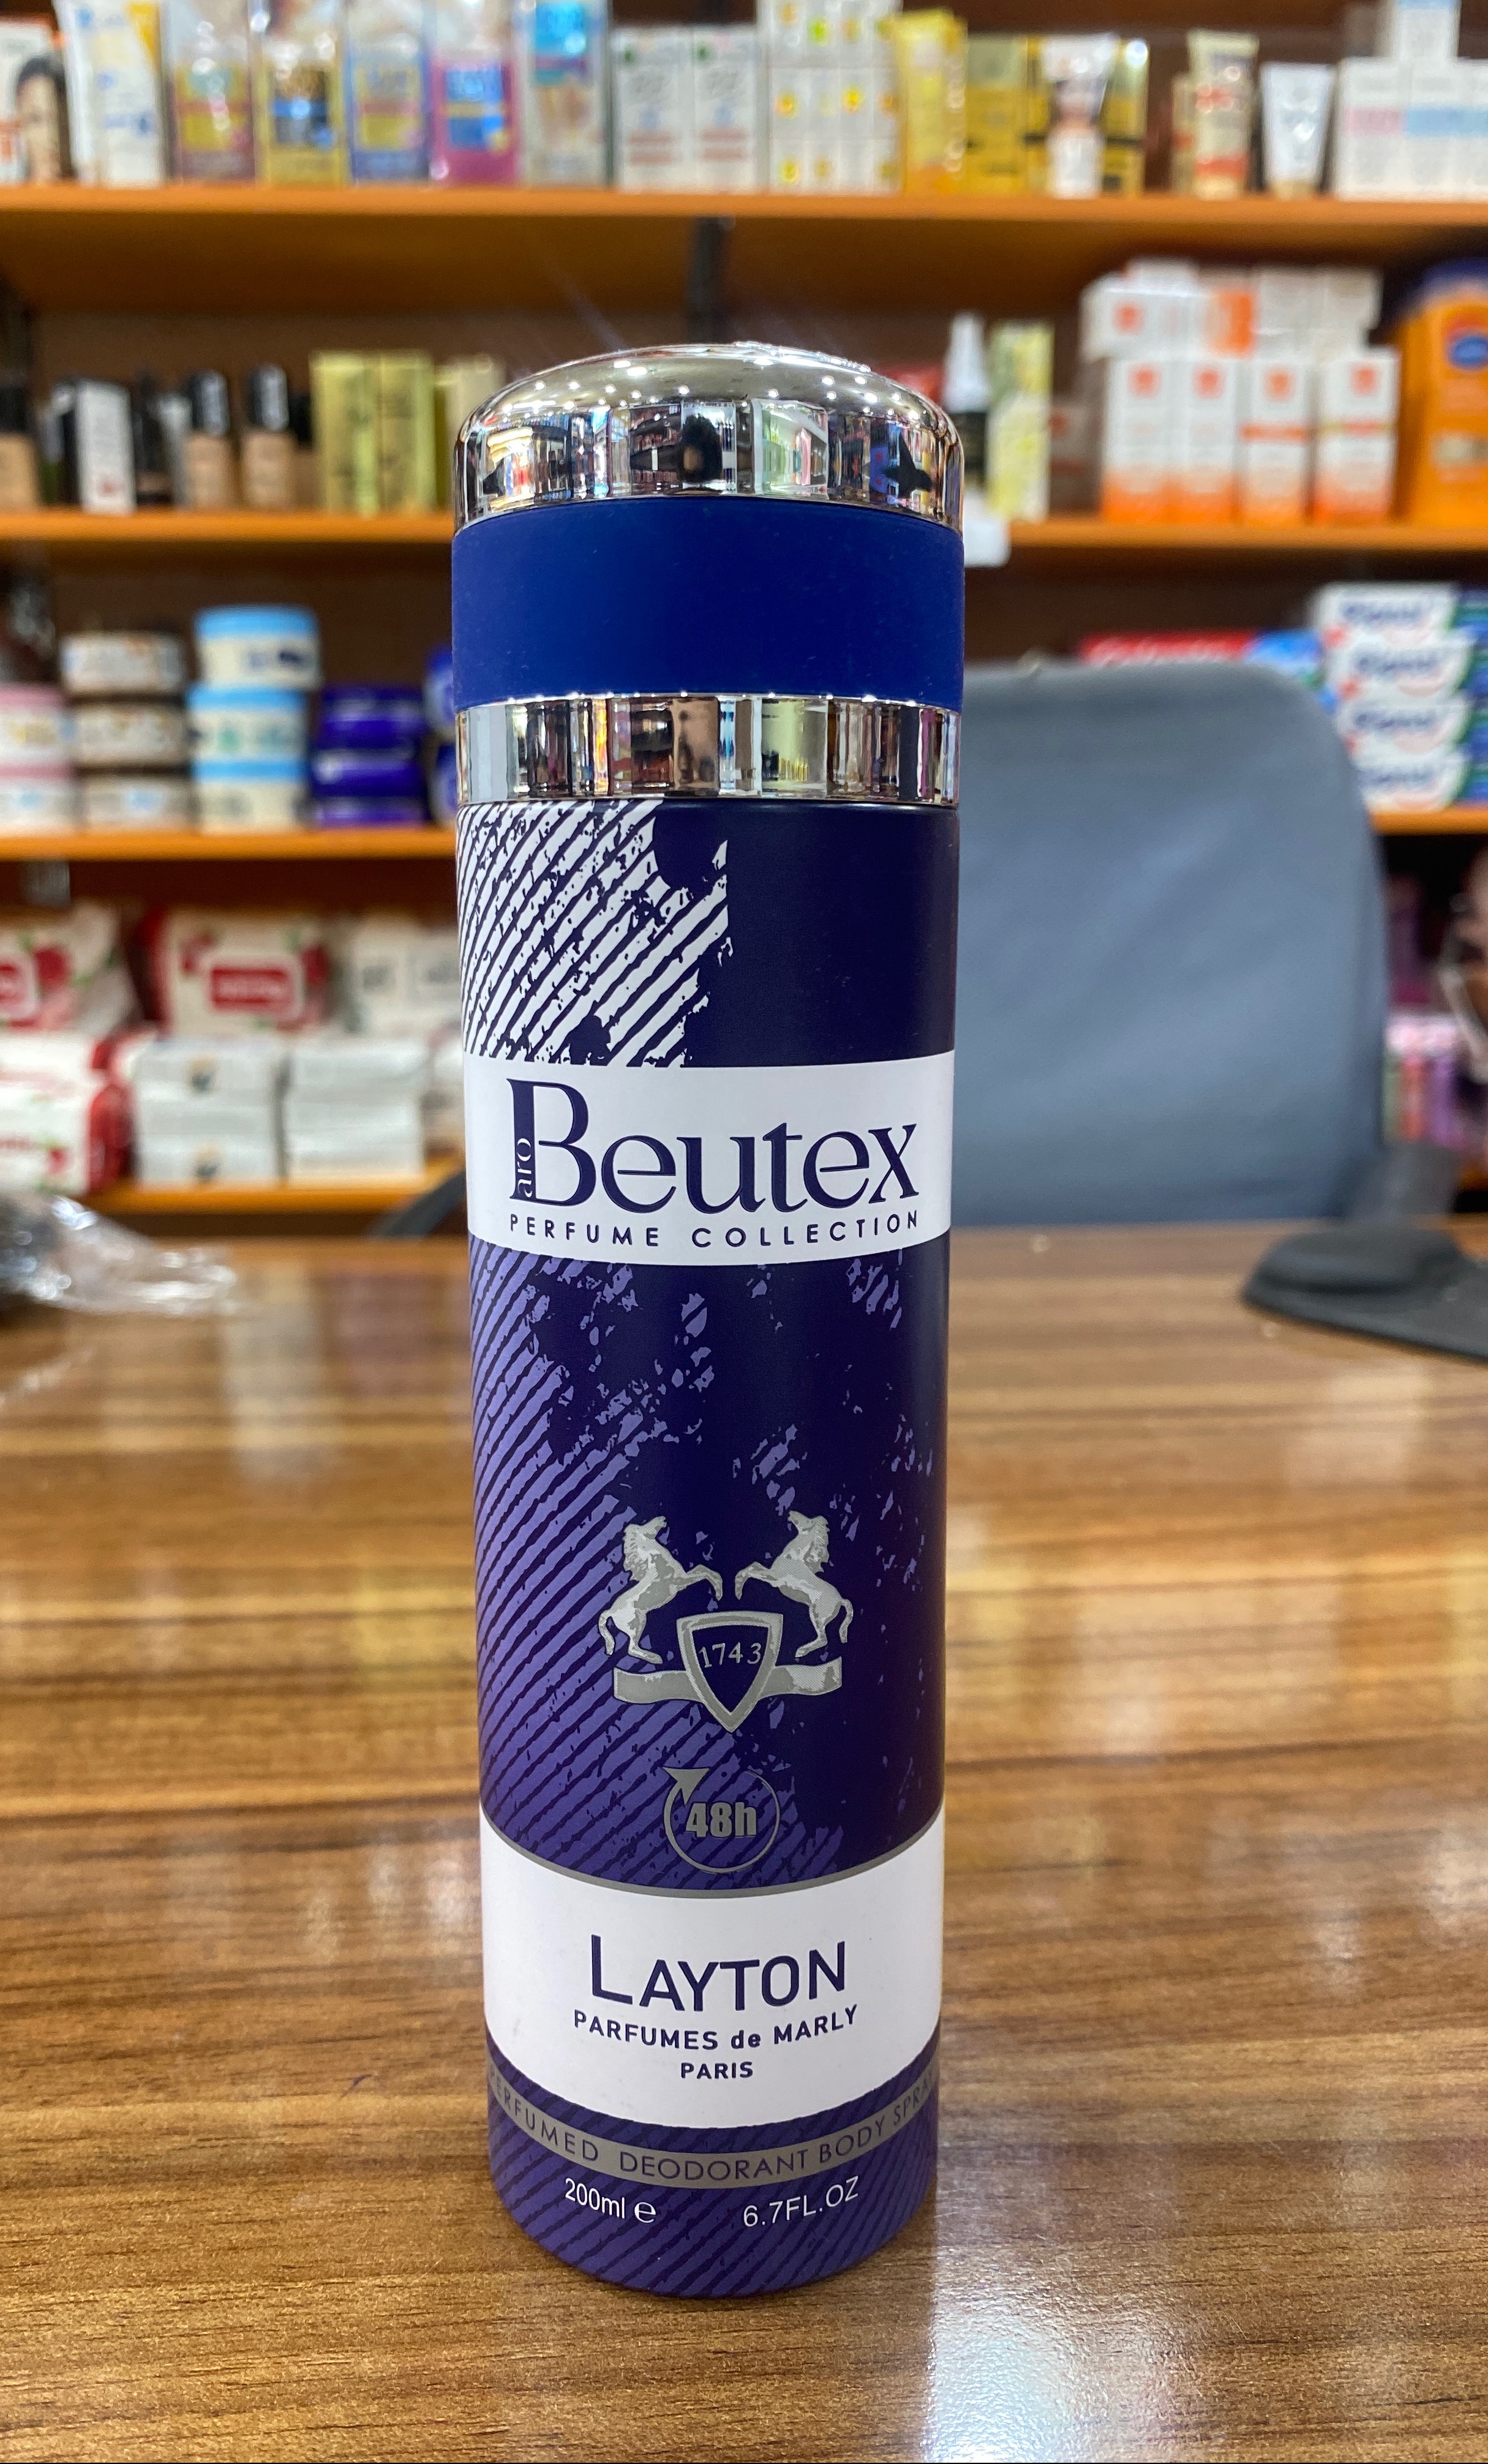 Beutex
aro
PERFUME COLLECTION
1743
48h
LAYTON
PARFUMES de MARLY
PARIS
PERFUMED DEODORANT BODY SPRAY
200ml ℮ 6.7FL.OZ